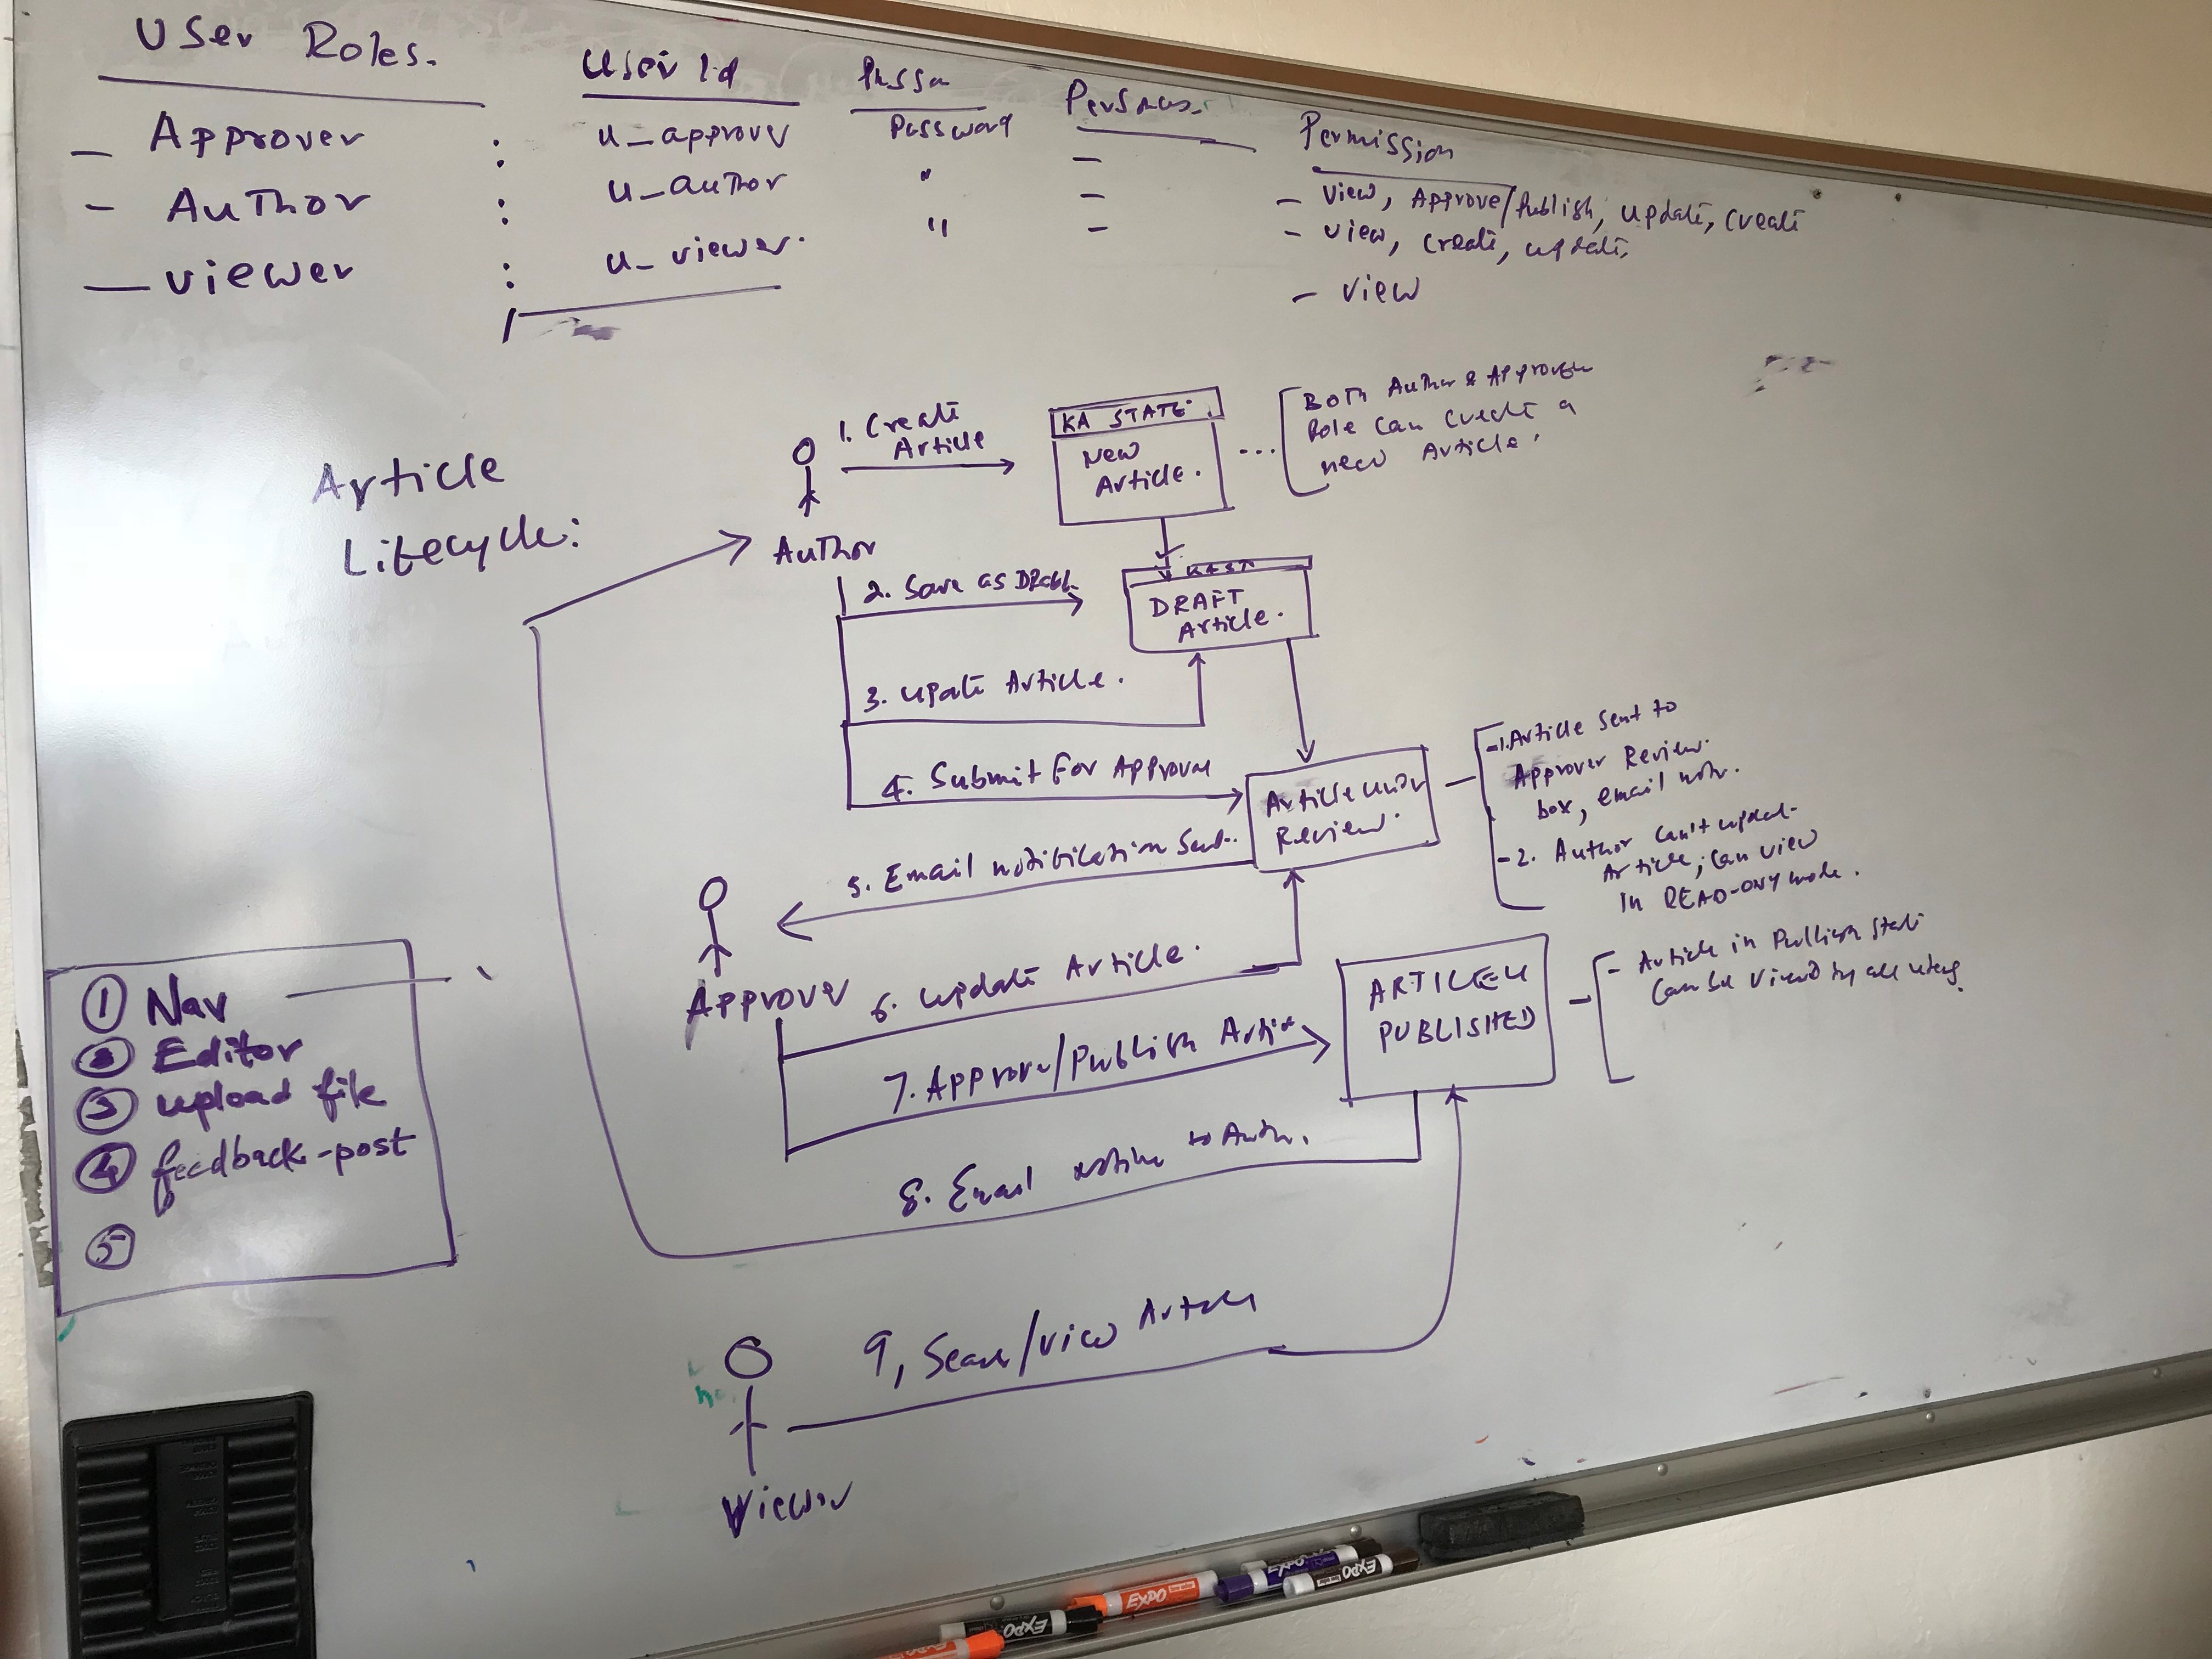 User Roles.
User Id
Passw
Personas.
Permission
Password
- Approver : u_approver
- view, Approve/Publish, update, create
- Author : u_author "
- view, create, update,
- viewer : u_viewer. "
- view
Article
Lifecycle:
1. Create
Article
KA STATE
New
Article.
Both Author & Approver
Role can create a
new Article.
Author
2. Save as Draft
DRAFT
Article.
3. Update Article.
4. Submit For Approval
Article under
Review.
- 1. Article sent to
Approver Review
box, email
- 2. Author can't update
Article; can view
in READ-ONLY mode.
5. Email notification sent..
Approver
6. update Article.
7. Approve/Publish Article
ARTICLE
PUBLISHED
- Article in Publish state
can be viewed by all users
8. Email to Author.
9, Search/view Article
Viewer
1 Nav
2 Editor
3 upload file
4 feedback-post
5
EXPO
EXPO
EXPO
EXPO
EXPO